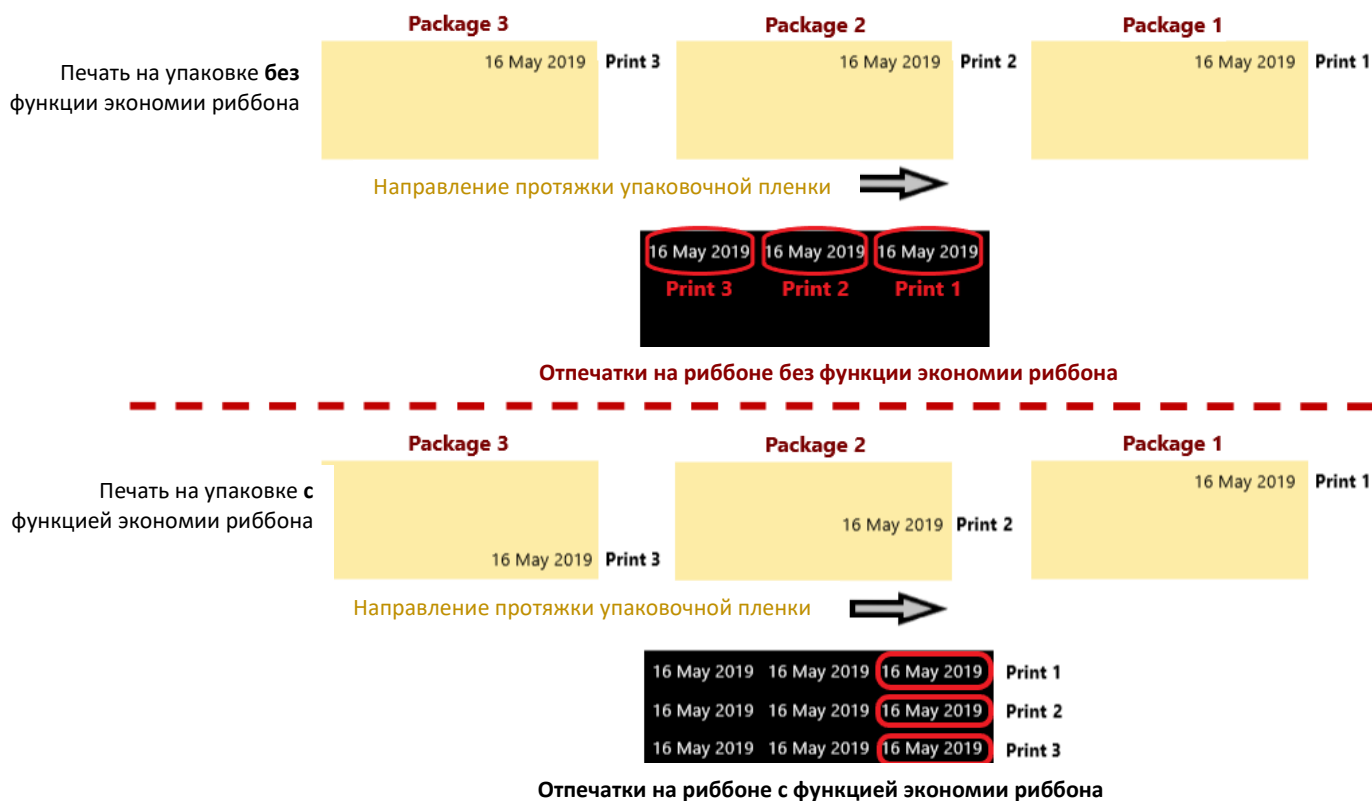 Package 3 Package 2 Package 1
Печать на упаковке без
функции экономии риббона
16 May 2019 Print 3 16 May 2019 Print 2 16 May 2019 Print 1
Направление протяжки упаковочной пленки
16 May 2019 16 May 2019 16 May 2019
Print 3 Print 2 Print 1
Отпечатки на риббоне без функции экономии риббона
Package 3 Package 2 Package 1
Печать на упаковке с
функцией экономии риббона
16 May 2019 Print 1
16 May 2019 Print 2
16 May 2019 Print 3
Направление протяжки упаковочной пленки
16 May 2019 16 May 2019 16 May 2019 Print 1
16 May 2019 16 May 2019 16 May 2019 Print 2
16 May 2019 16 May 2019 16 May 2019 Print 3
Отпечатки на риббоне с функцией экономии риббона